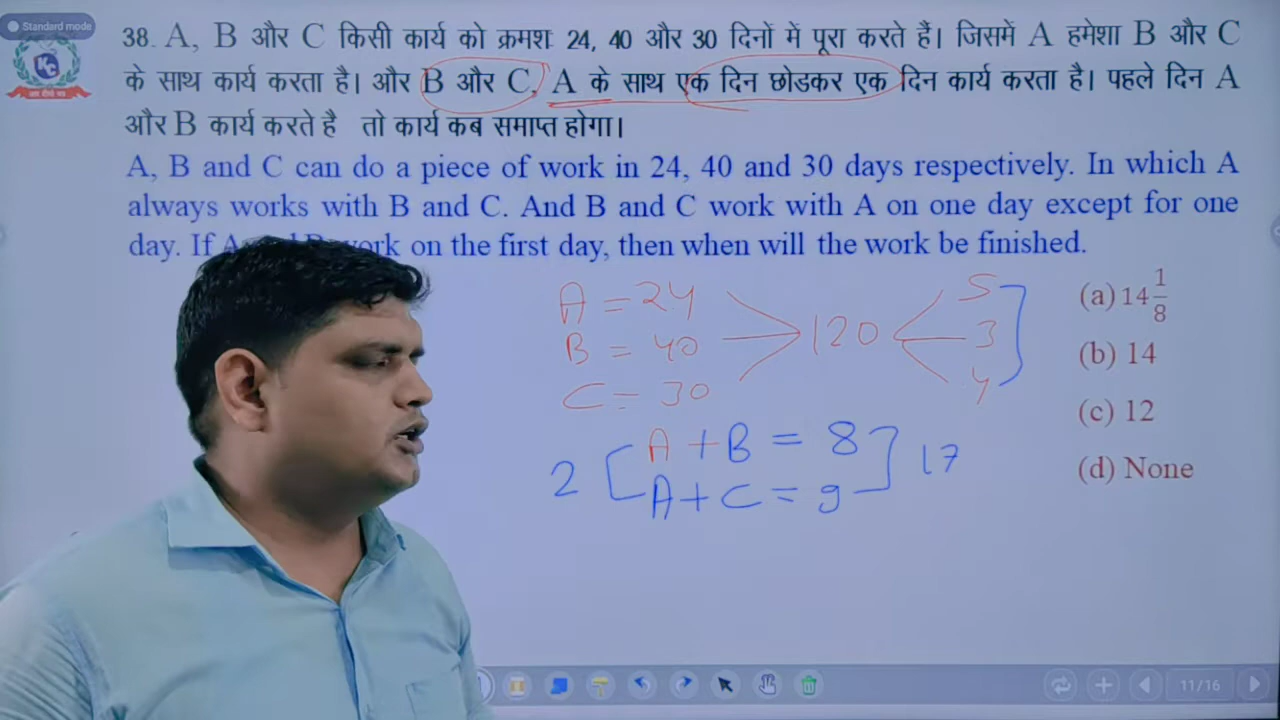 Standard mode
38. A, B और C किसी कार्य को क्रमश: 24, 40 और 30 दिनों में पूरा करते हैं। जिसमें A हमेशा B और C
के साथ कार्य करता है। और B और C, A के साथ एक दिन छोडकर एक दिन कार्य करता है। पहले दिन A
और B कार्य करते है तो कार्य कब समाप्त होगा।
A, B and C can do a piece of work in 24, 40 and 30 days respectively. In which A
always works with B and C. And B and C work with A on one day except for one
day. If A work on the first day, then when will the work be finished.
A = 24
B = 40
C = 30
120
5
3
4
2 [ A + B = 8 ] 17
A + C = 9
(a) 14 1/8
(b) 14
(c) 12
(d) None
KC
11/16